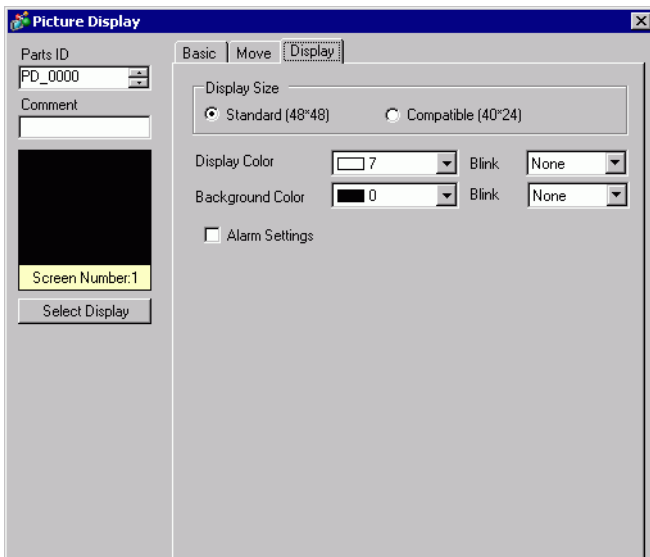 Picture Display
Parts ID
PD_0000
Comment
Screen Number:1
Select Display
Basic Move Display
Display Size
Standard (48*48) Compatible (40*24)
Display Color 7 Blink None
Background Color 0 Blink None
Alarm Settings